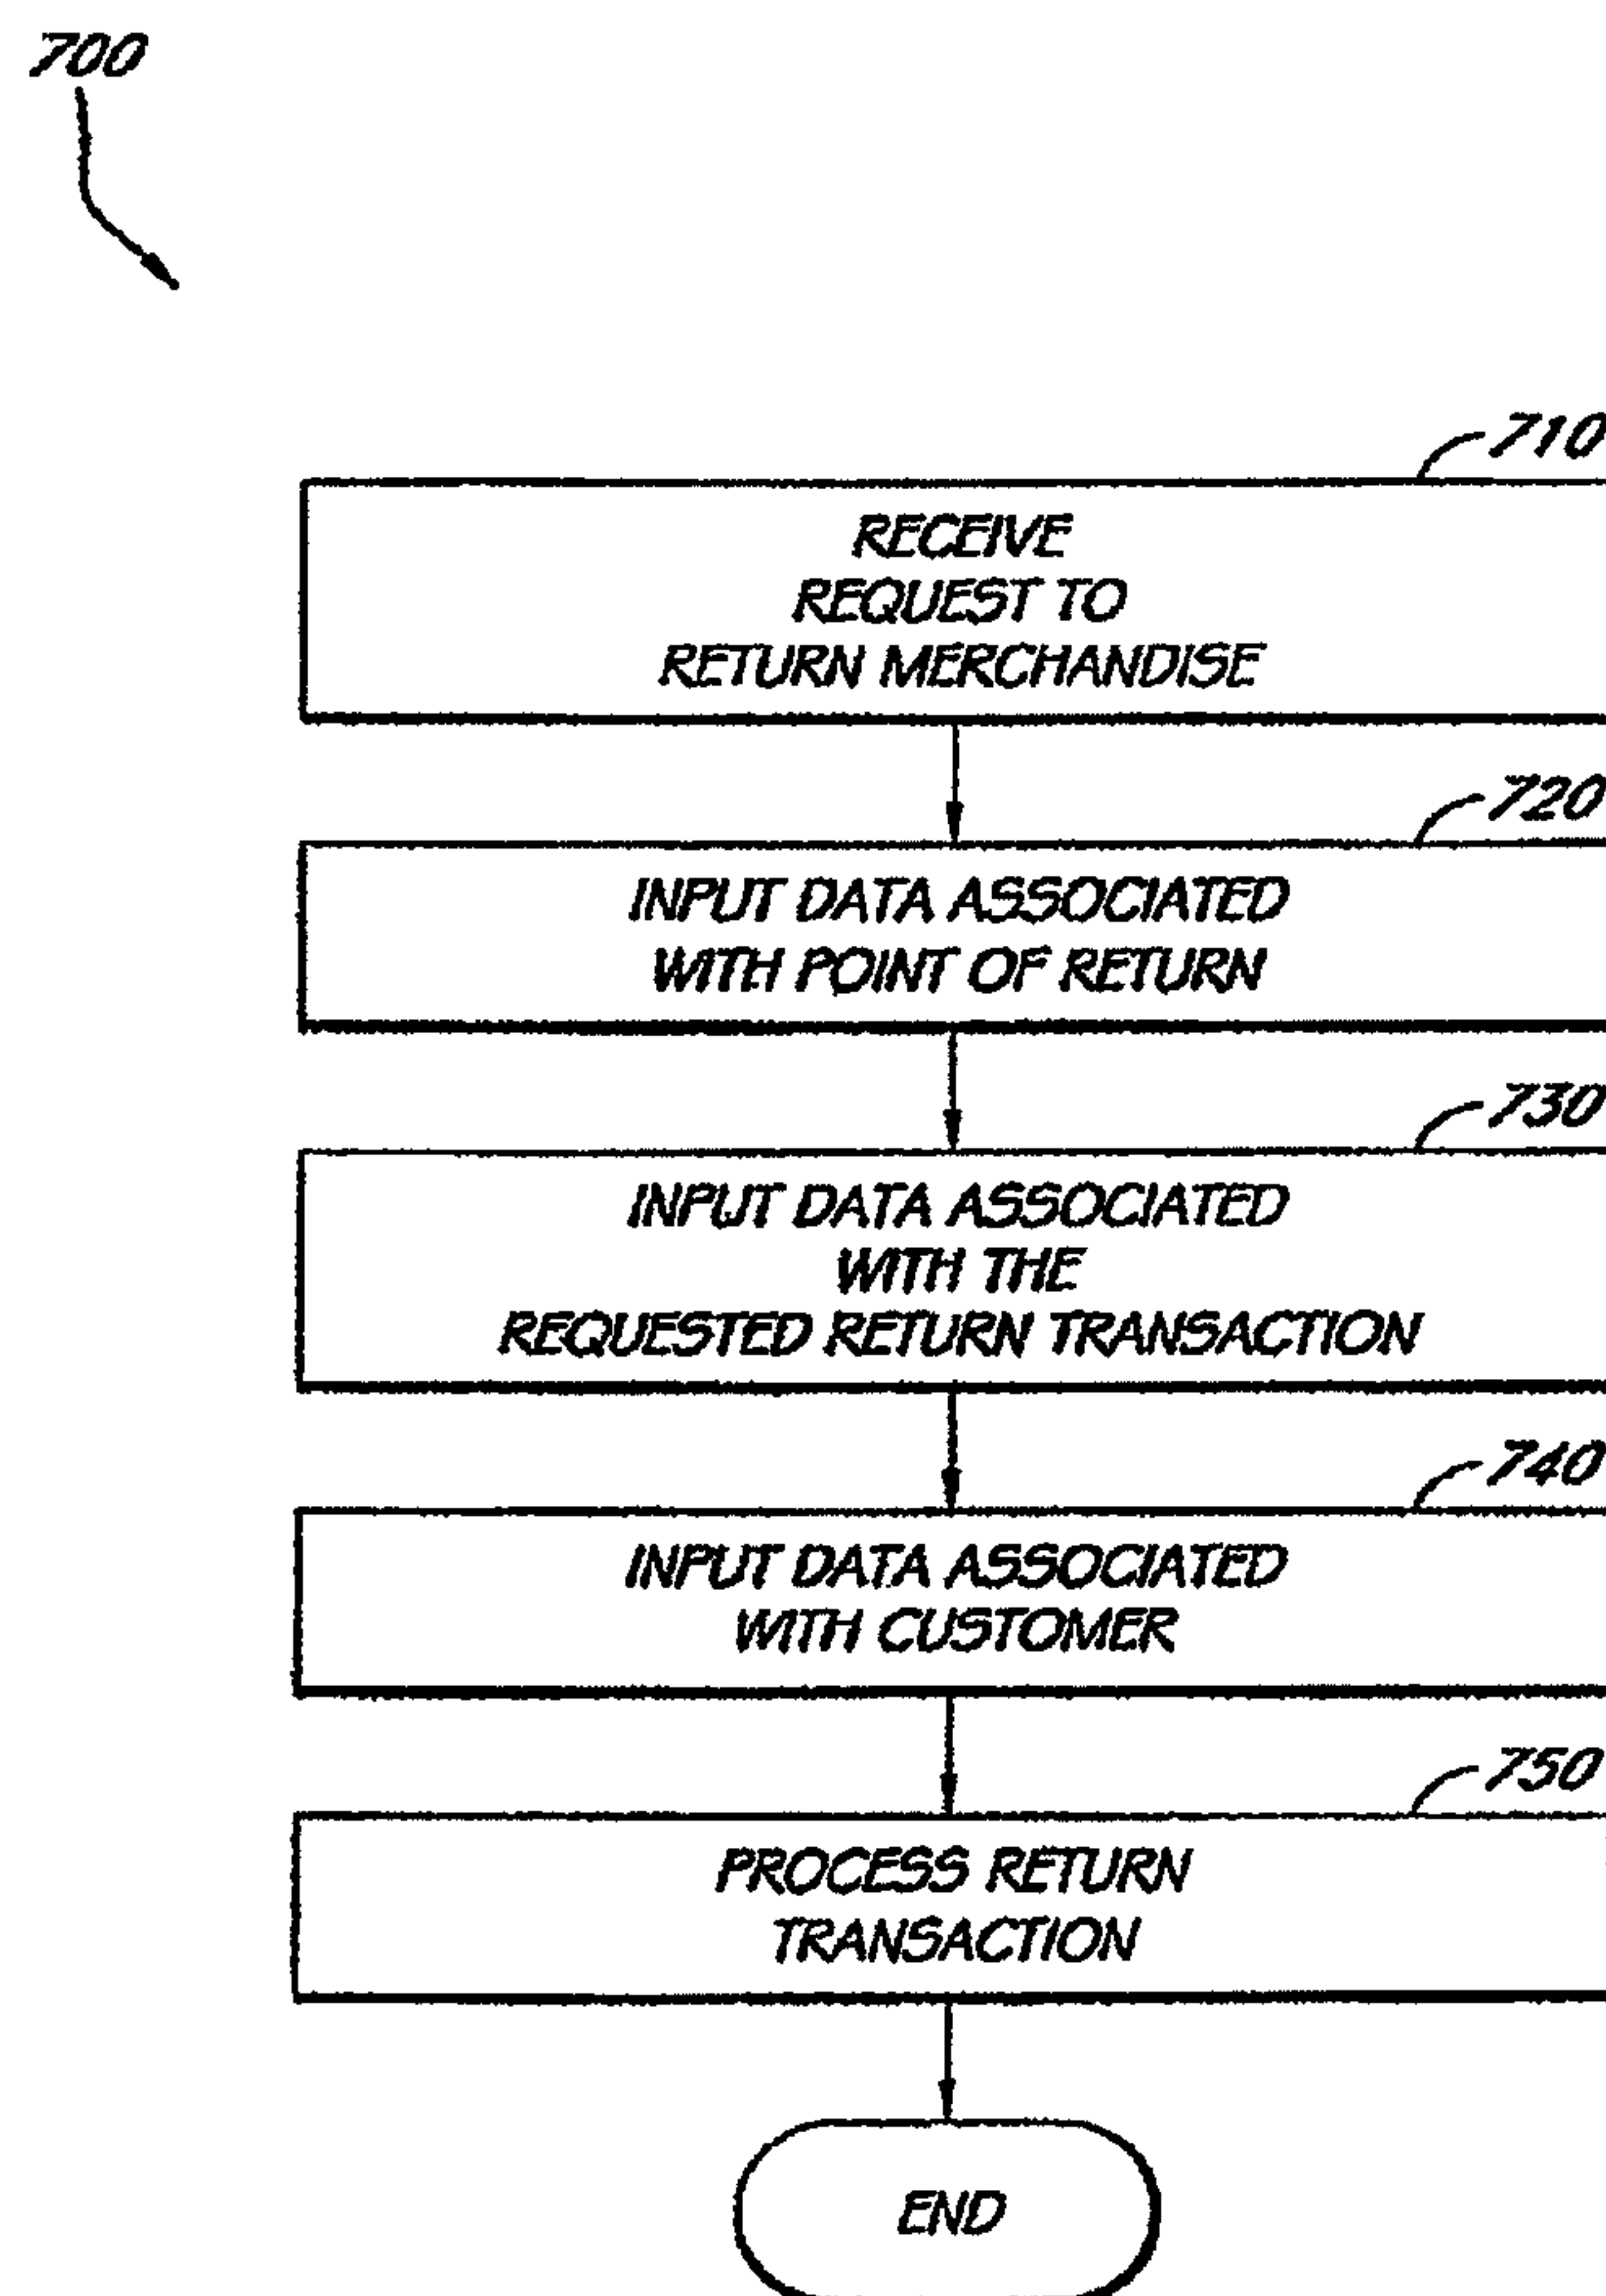 700
710
RECEIVE
REQUEST TO
RETURN MERCHANDISE
720
INPUT DATA ASSOCIATED
WITH POINT OF RETURN
730
INPUT DATA ASSOCIATED
WITH THE
REQUESTED RETURN TRANSACTION
740
INPUT DATA ASSOCIATED
WITH CUSTOMER
750
PROCESS RETURN
TRANSACTION
END